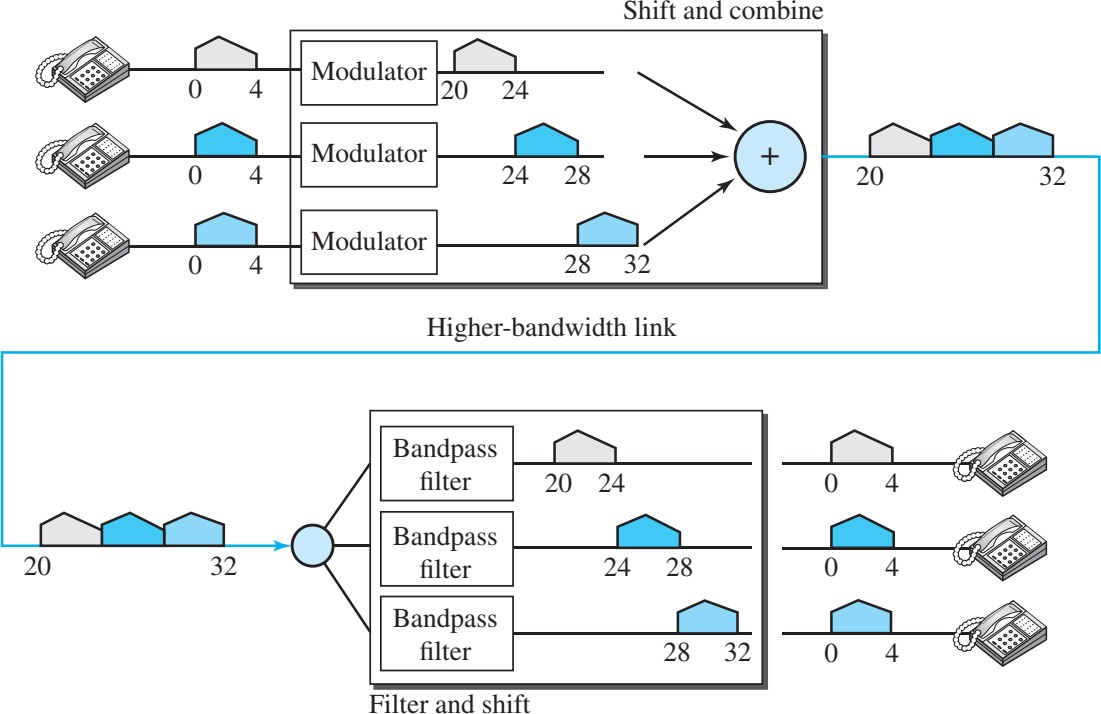 Shift and combine
0 4 Modulator 20 24
0 4 Modulator 24 28
+
20 32
0 4 Modulator 28 32
Higher-bandwidth link
Bandpass
filter
20 24
0 4
20 32
Bandpass
filter
24 28
0 4
Bandpass
filter
28 32
0 4
Filter and shift